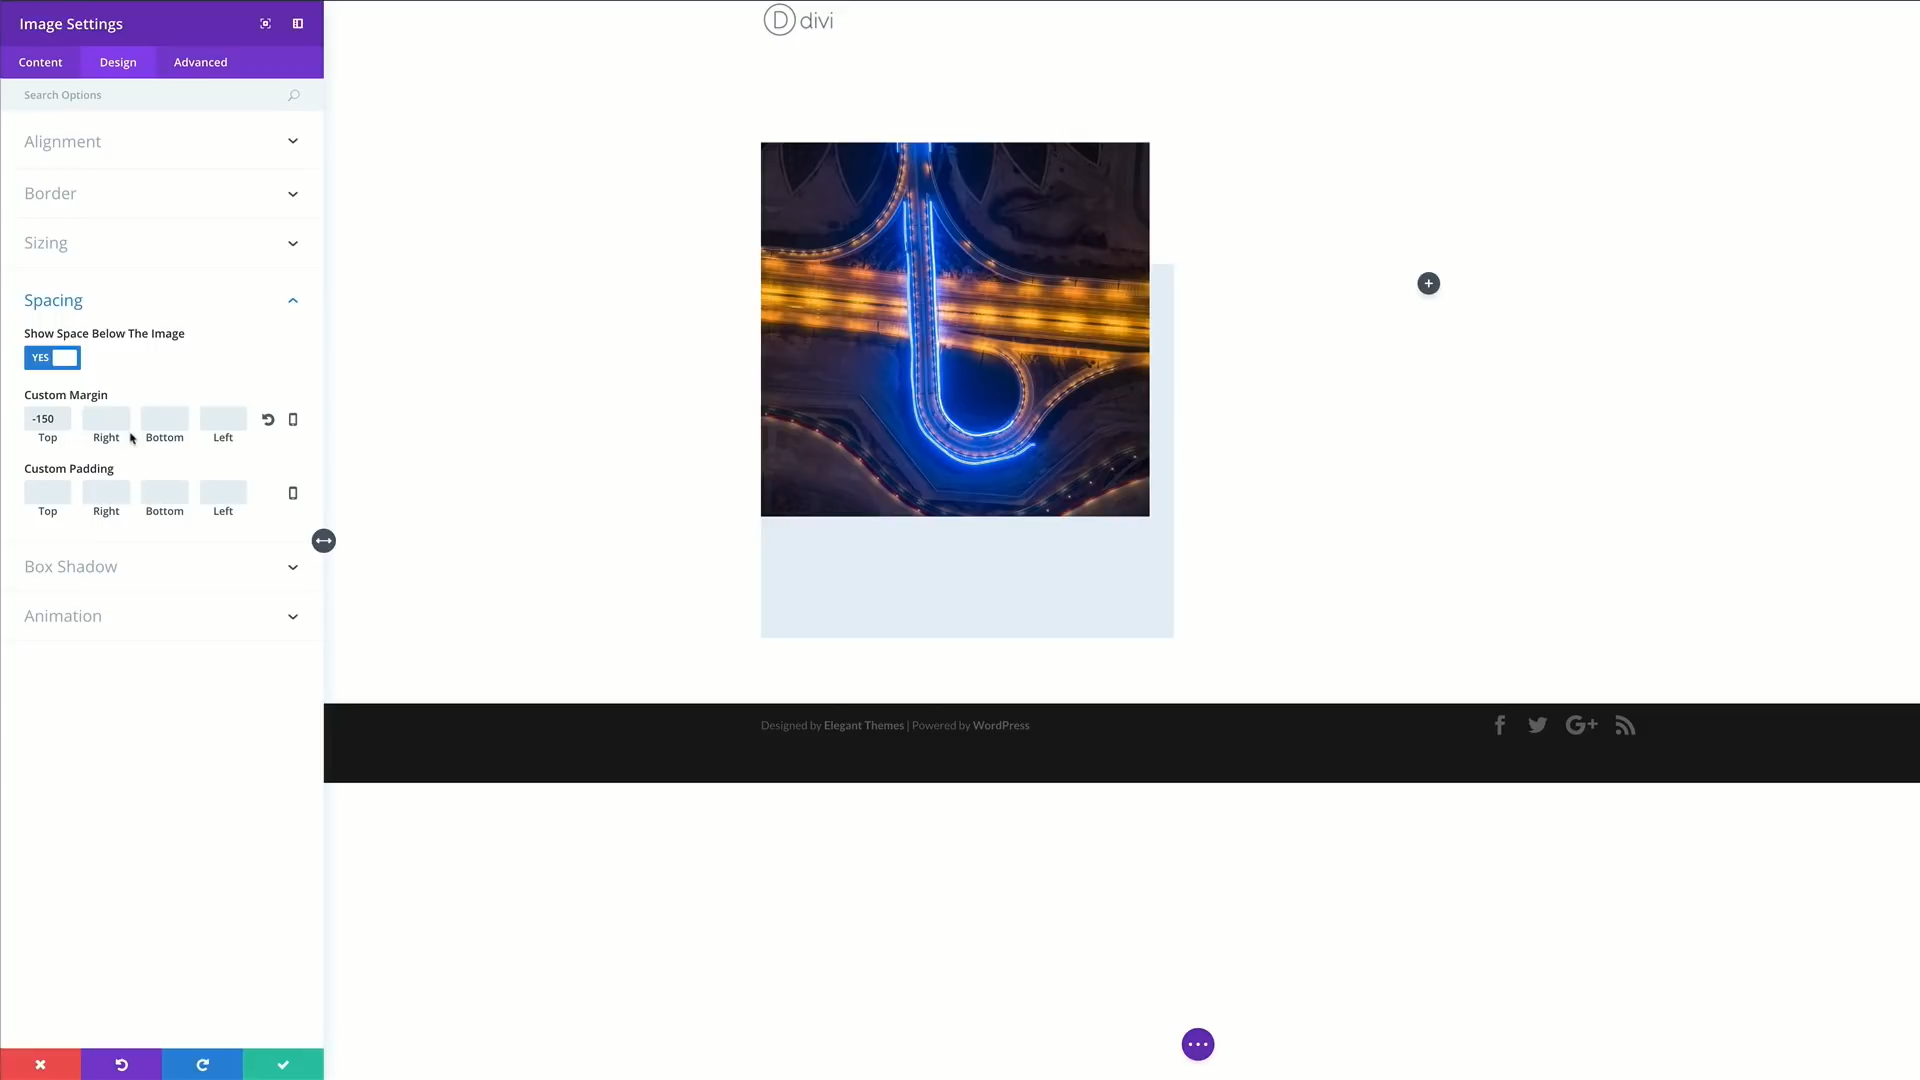 Image Settings
Content Design Advanced
Search Options
Alignment
Border
Sizing
Spacing
Show Space Below The Image
YES
Custom Margin
-150
Top Right Bottom Left
Custom Padding
Top Right Bottom Left
Box Shadow
Animation
D divi
Designed by Elegant Themes | Powered by WordPress
G+